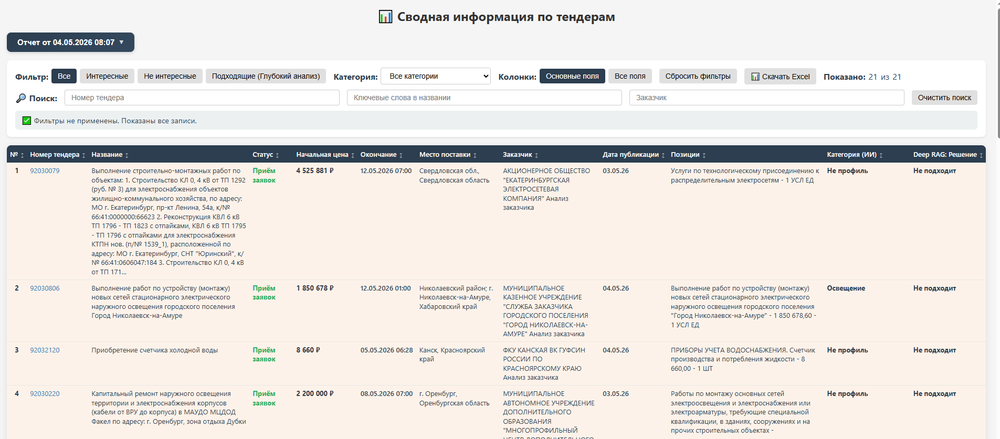 📊 Сводная информация по тендерам
Отчет от 04.05.2026 08:07 ▼
Фильтр: Все Интересные Не интересные Подходящие (Глубокий анализ) Категория: Все категории Колонки: Основные поля Все поля Сбросить фильтры 📊 Скачать Excel Показано: 21 из 21
🔎 Поиск: Номер тендера Ключевые слова в названии Заказчик Очистить поиск
✅ Фильтры не применены. Показаны все записи.
№ ↕ Номер тендера ↕ Название ↕ Статус ↕ Начальная цена ↕ Окончание ↕ Место поставки ↕ Заказчик ↕ Дата публикации ↕ Позиции ↕ Категория (ИИ) ↕ Deep RAG: Решение ↕
1
92030079
Выполнение строительно-монтажных работ по
объектам: 1. Строительство КЛ 0, 4 кВ от ТП 1292
(руб. № 3) для электроснабжения объектов
жилищно-коммунального хозяйства, по адресу:
МО г. Екатеринбург, пр-кт Ленина, 54а, к/№
66:41:0000000:66623 2. Реконструкция КВЛ 6 кВ
ТП 1796 - ТП 1823 с отпайками, КВЛ 6 кВ ТП 1795
- ТП 1796 с отпайками для электроснабжения
КТПН нов. (п/№ 1539_1), расположенной по
адресу: МО г. Екатеринбург, СНТ "Юринский", к/
№ 66:41:0606047:184 3. Строительство КЛ 0, 4 кВ
от ТП 171...
Приём
заявок
4 525 881 ₽
12.05.2026 07:00
Свердловская обл.,
Свердловская область
АКЦИОНЕРНОЕ ОБЩЕСТВО
"ЕКАТЕРИНБУРГСКАЯ
ЭЛЕКТРОСЕТЕВАЯ
КОМПАНИЯ" Анализ
заказчика
03.05.26
Услуги по технологическому присоединению к
распределительным электросетям - 1 УСЛ ЕД
Не профиль
Не подходит
2
92030806
Выполнение работ по устройству (монтажу)
новых сетей стационарного электрического
наружного освещения городского поселения
Город Николаевск-на-Амуре
Приём
заявок
1 850 678 ₽
12.05.2026 01:00
Николаевский район; г.
Николаевск-на-Амуре,
Хабаровский край
МУНИЦИПАЛЬНОЕ
КАЗЕННОЕ УЧРЕЖДЕНИЕ
"СЛУЖБА ЗАКАЗЧИКА
ГОРОДСКОГО ПОСЕЛЕНИЯ
"ГОРОД НИКОЛАЕВСК-НА-
АМУРЕ" Анализ заказчика
04.05.26
Выполнение работ по устройству (монтажу)
новых сетей стационарного электрического
наружного освещения городского поселения
"Город Николаевск-на-Амуре" - 1 850 678,60 -
1 УСЛ ЕД
Освещение
Не подходит
3
92032120
Приобретение счетчика холодной воды
Приём
заявок
8 660 ₽
05.05.2026 06:28
Канск, Красноярский
край
ФКУ КАНСКАЯ ВК ГУФСИН
РОССИИ ПО
КРАСНОЯРСКОМУ КРАЮ
Анализ заказчика
04.05.26
ПРИБОРЫ УЧЕТА ВОДОСНАБЖЕНИЯ. Счетчик
производства и потребления жидкости - 8
660,00 - 1 ШТ
Не профиль
Не подходит
4
92030220
Капитальный ремонт наружного освещения
территории и электроснабжения корпусов
(кабели от ВРУ до корпуса) в МАУДО МЦДОД
Факел по адресу: г. Оренбург, зона отдыха Дубки
Приём
заявок
2 200 000 ₽
08.05.2026 07:00
г. Оренбург,
Оренбургская область
МУНИЦИПАЛЬНОЕ
АВТОНОМНОЕ УЧРЕЖДЕНИЕ
ДОПОЛНИТЕЛЬНОГО
ОБРАЗОВАНИЯ
"МНОГОПРОФИЛЬНЫЙ
ЦЕНТР ДОПОЛНИТЕЛЬНОГО
03.05.26
Работы по монтажу основных сетей
электроосвещения и электроснабжения или
электроарматуры, требующие специальной
квалификации, в зданиях, сооружениях и на
прочих строительных объектах -
Не профиль
Не подходит